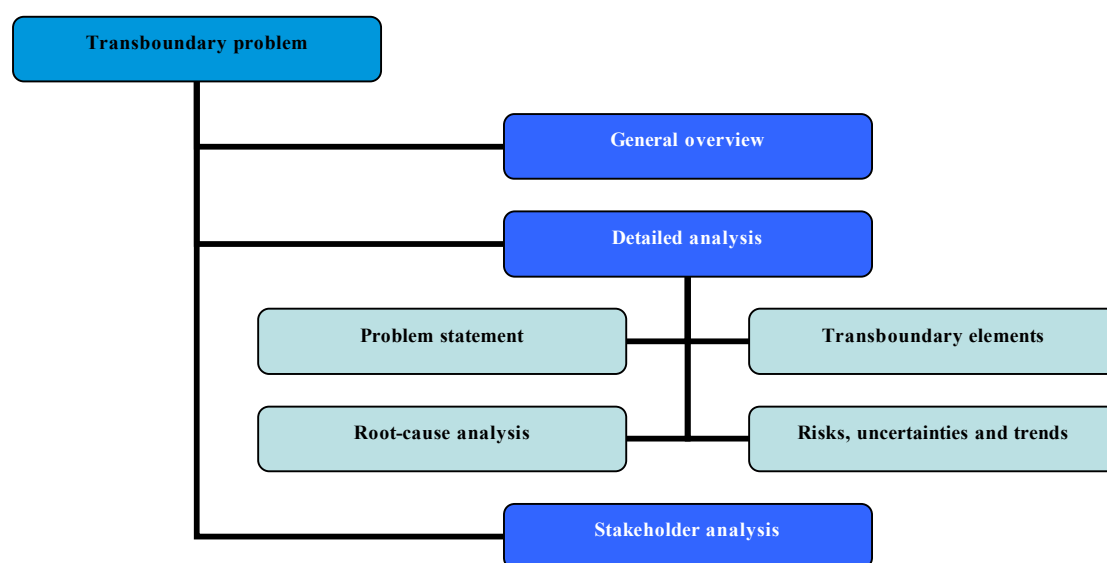 Transboundary problem
General overview
Detailed analysis
Problem statement
Transboundary elements
Root-cause analysis
Risks, uncertainties and trends
Stakeholder analysis